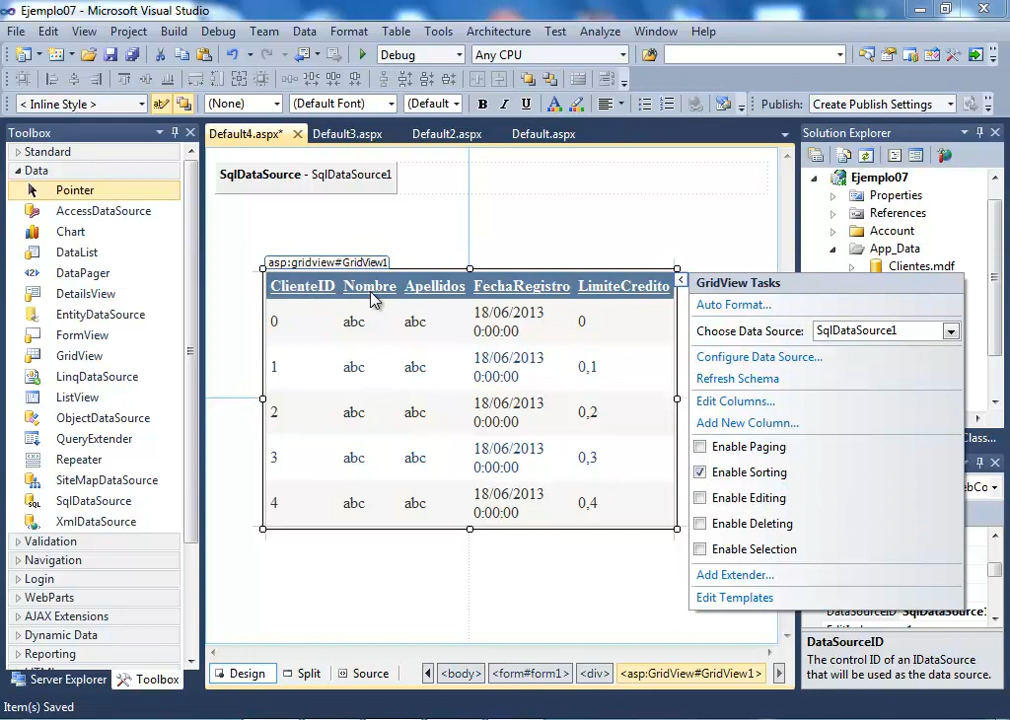 Ejemplo07 - Microsoft Visual Studio
File Edit View Project Build Debug Team Data Format Table Tools Architecture Test Analyze Window Help
Debug Any CPU
< Inline Style > (None) (Default Font) (Default B I U A Publish: Create Publish Settings
Toolbox
Standard
Data
Pointer
AccessDataSource
Chart
DataList
DataPager
DetailsView
EntityDataSource
FormView
GridView
LinqDataSource
ListView
ObjectDataSource
QueryExtender
Repeater
SiteMapDataSource
SqlDataSource
XmlDataSource
Validation
Navigation
Login
WebParts
AJAX Extensions
Dynamic Data
Reporting
Server Explorer Toolbox
Item(s) Saved
Default4.aspx* Default3.aspx Default2.aspx Default.aspx
SqlDataSource - SqlDataSource1
asp:gridview#GridView1
ClienteID Nombre Apellidos FechaRegistro LimiteCredito
0 abc abc 18/06/2013 0:00:00 0
1 abc abc 18/06/2013 0:00:00 0,1
2 abc abc 18/06/2013 0:00:00 0,2
3 abc abc 18/06/2013 0:00:00 0,3
4 abc abc 18/06/2013 0:00:00 0,4
GridView Tasks
Auto Format...
Choose Data Source: SqlDataSource1
Configure Data Source...
Refresh Schema
Edit Columns...
Add New Column...
Enable Paging
Enable Sorting
Enable Editing
Enable Deleting
Enable Selection
Add Extender...
Edit Templates
Design Split Source <body> <form#form1> <div> <asp:GridView#GridView1>
Solution Explorer
Ejemplo07
Properties
References
Account
App_Data
Clientes.mdf
Class...
DataSourceID SqlDataSource
DataSourceID
The control ID of an IDataSource
that will be used as the data source.